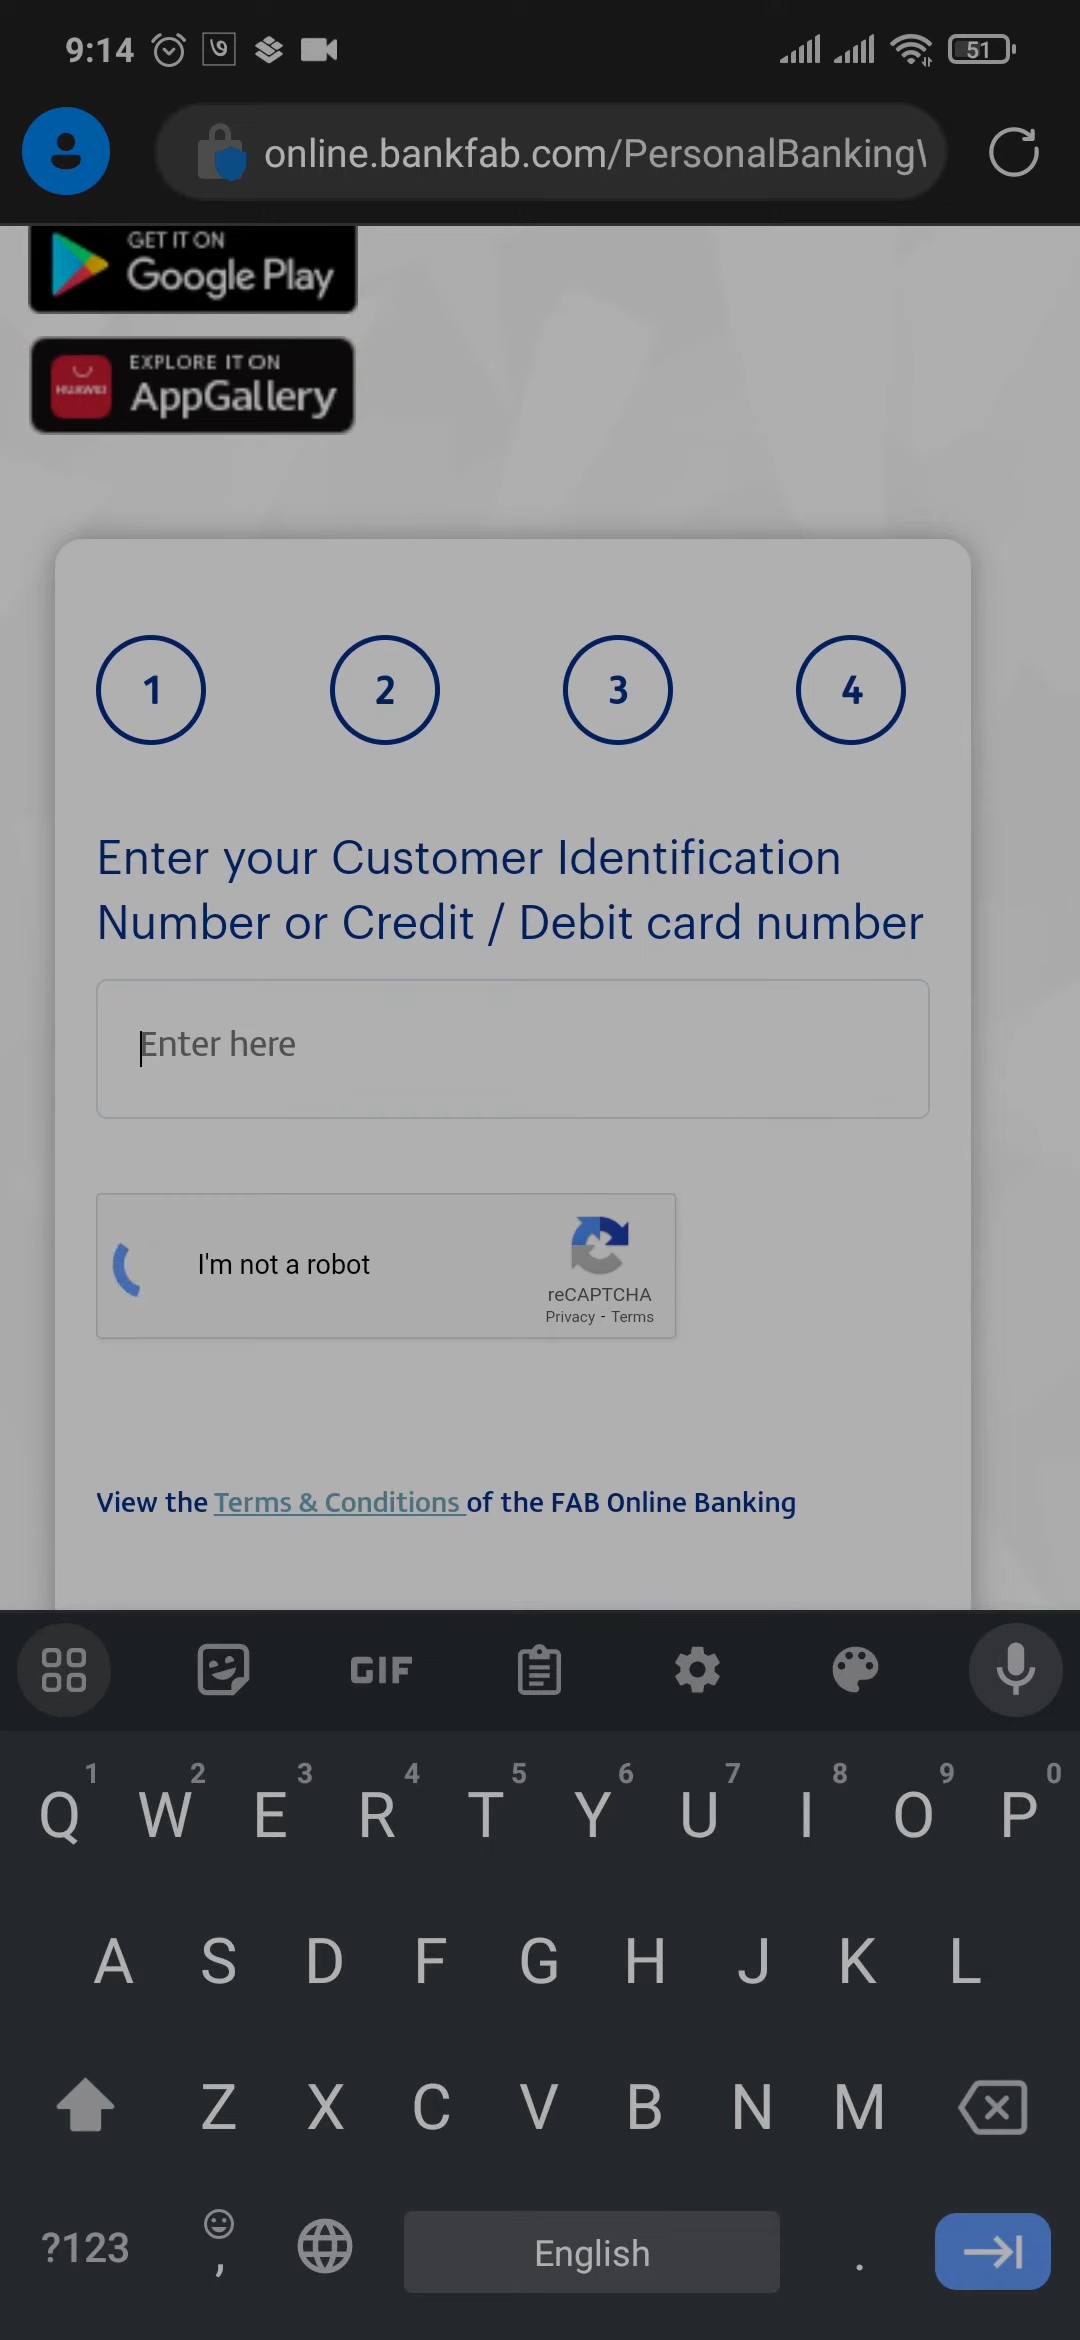 9:14
51
online.bankfab.com/PersonalBanking
GET IT ON
Google Play
HUAWEI
EXPLORE IT ON
AppGallery
1 2 3 4
Enter your Customer Identification
Number or Credit / Debit card number
Enter here
I'm not a robot
reCAPTCHA
Privacy - Terms
View the Terms & Conditions of the FAB Online Banking
GIF
1 2 3 4 5 6 7 8 9 0
Q W E R T Y U I O P
A S D F G H J K L
Z X C V B N M
?123 , English .